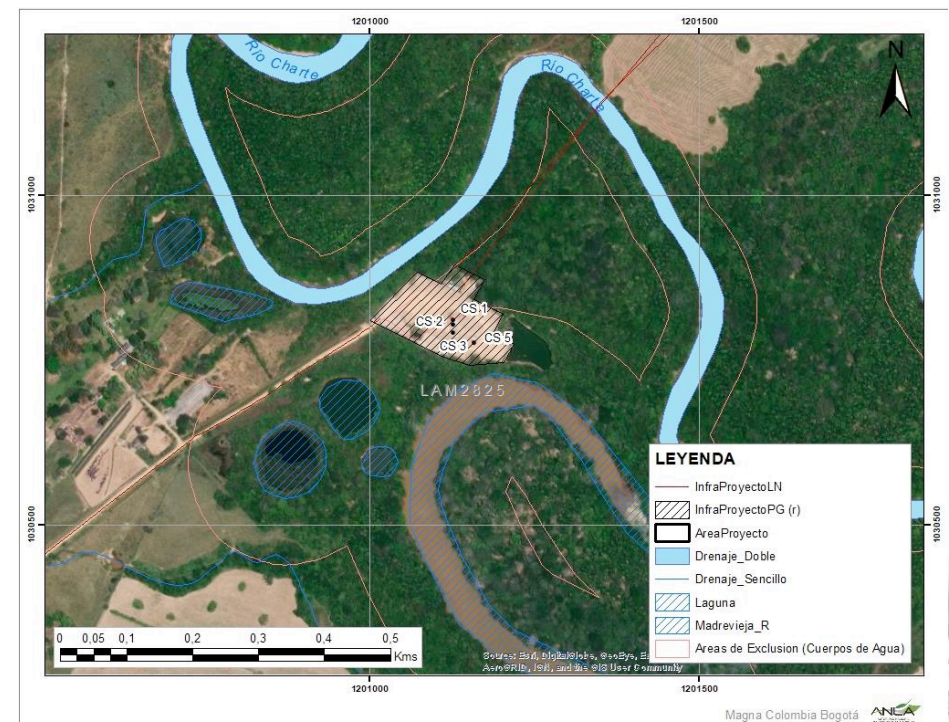 1201000
1201500
Río Charte
Río Charte
N
1031000
1031000
CS 1
CS 2
CS 3
CS 5
LAM2825
LEYENDA
InfraProyectoLN
InfraProyectoPG (r)
AreaProyecto
Drenaje_Doble
Drenaje_Sencillo
Laguna
Madrevieja_R
Areas de Exclusion (Cuerpos de Agua)
1030500
1030500
0 0,05 0,1 0,2 0,3 0,4 0,5
Kms
Source: Esri, DigitalGlobe, GeoEye,
AeroGRID, IGN, and the GIS User Community
1201000
1201500
Magna Colombia Bogotá
ANLA